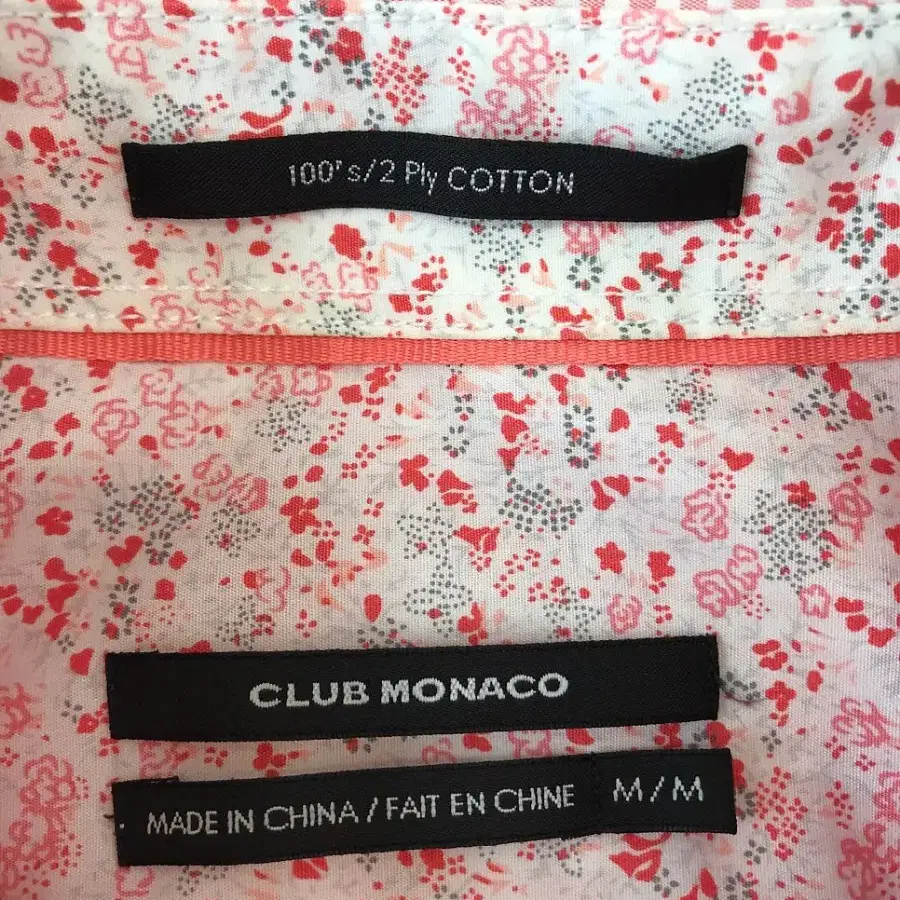 100's/2 Ply COTTON
CLUB MONACO
MADE IN CHINA / FAIT EN CHINE M/M